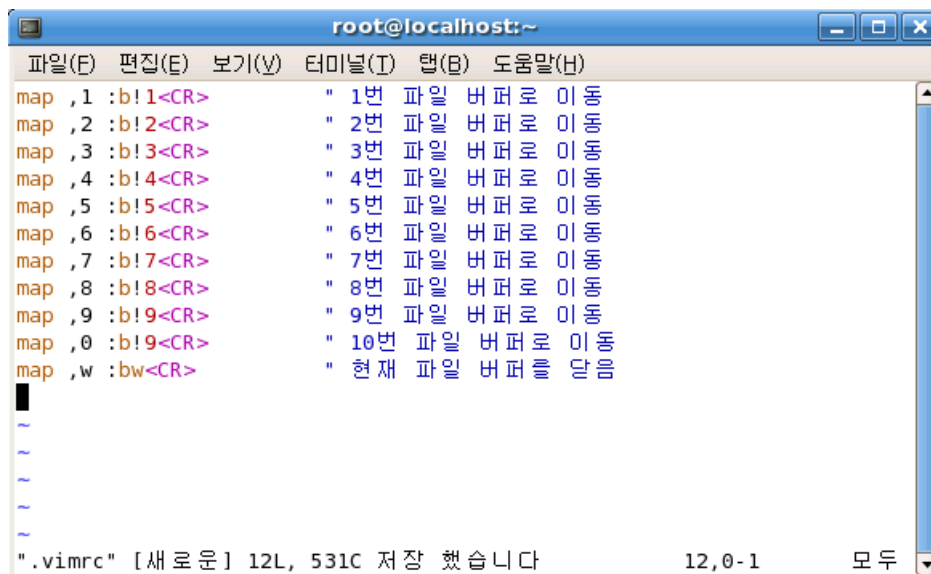 root@localhost:~
파일(F) 편집(E) 보기(V) 터미널(T) 탭(B) 도움말(H)
map ,1 :b!1<CR> " 1번 파일 버퍼로 이동
map ,2 :b!2<CR> " 2번 파일 버퍼로 이동
map ,3 :b!3<CR> " 3번 파일 버퍼로 이동
map ,4 :b!4<CR> " 4번 파일 버퍼로 이동
map ,5 :b!5<CR> " 5번 파일 버퍼로 이동
map ,6 :b!6<CR> " 6번 파일 버퍼로 이동
map ,7 :b!7<CR> " 7번 파일 버퍼로 이동
map ,8 :b!8<CR> " 8번 파일 버퍼로 이동
map ,9 :b!9<CR> " 9번 파일 버퍼로 이동
map ,0 :b!9<CR> " 10번 파일 버퍼로 이동
map ,w :bw<CR> " 현재 파일 버퍼를 닫음
~
~
~
~
~
".vimrc" [새로운] 12L, 531C 저장 했습니다 12,0-1 모두